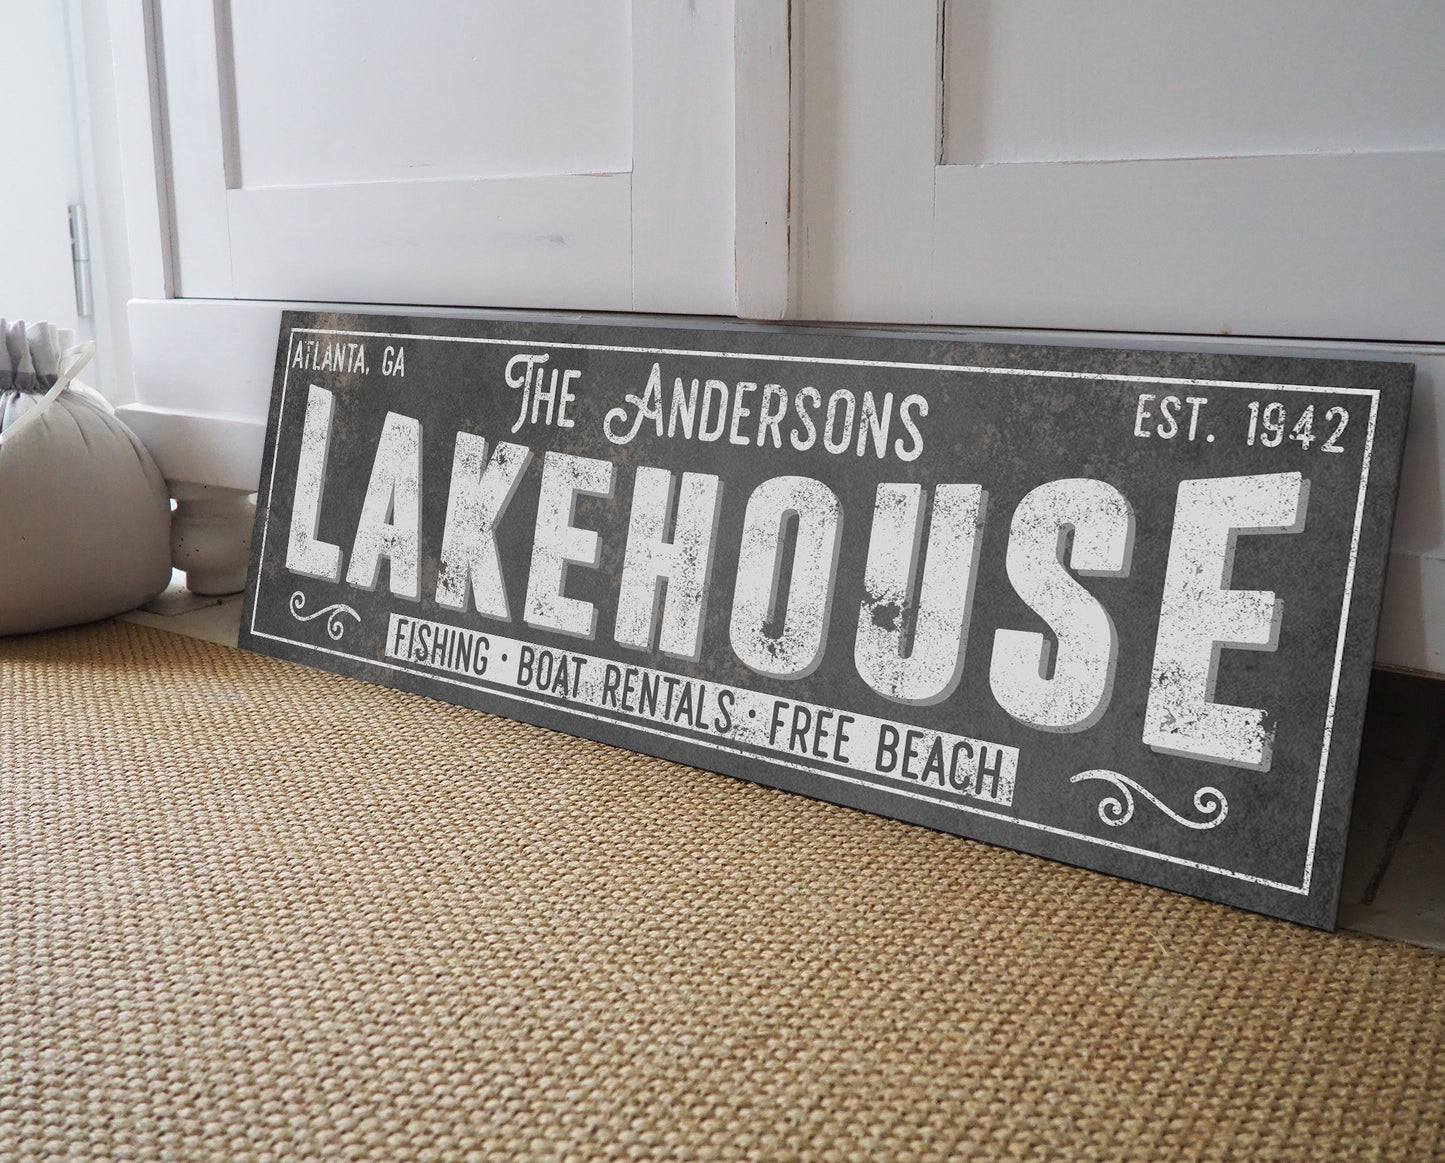 ATLANTA, GA
THE ANDERSONS
EST. 1942
LAKEHOUSE
FISHING • BOAT RENTALS • FREE BEACH